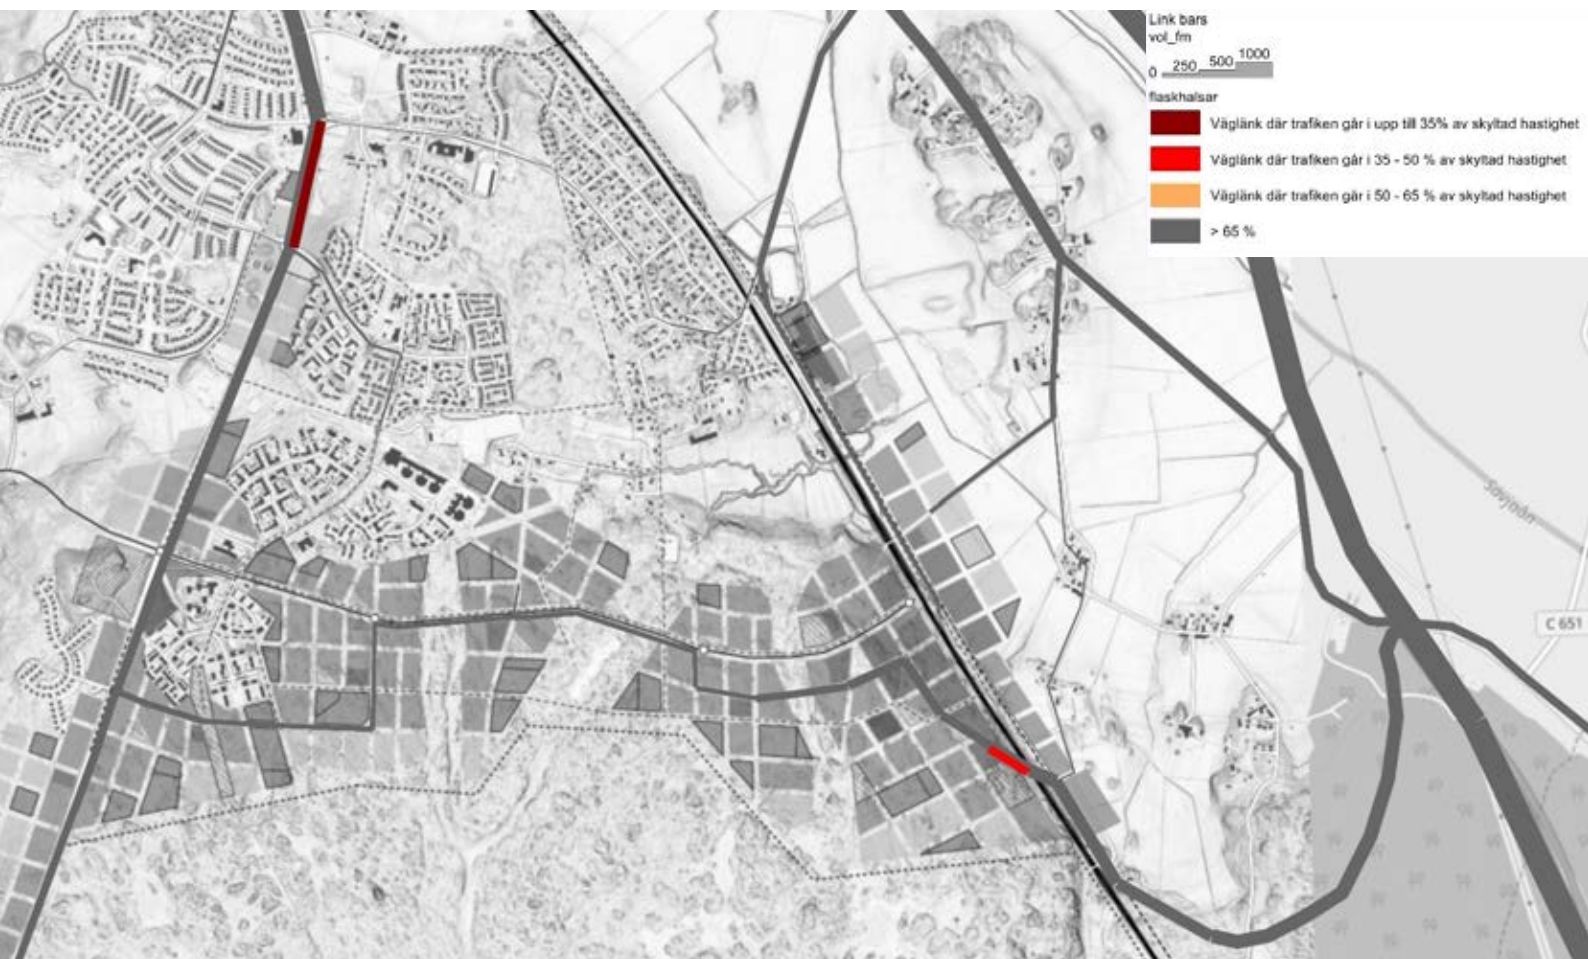 Link bars
vol_fm
0 250 500 1000
flaskhalsar
Väglänk där trafiken går i upp till 35% av skyltad hastighet
Väglänk där trafiken går i 35 - 50 % av skyltad hastighet
Väglänk där trafiken går i 50 - 65 % av skyltad hastighet
> 65 %
Sävjaån
C 651